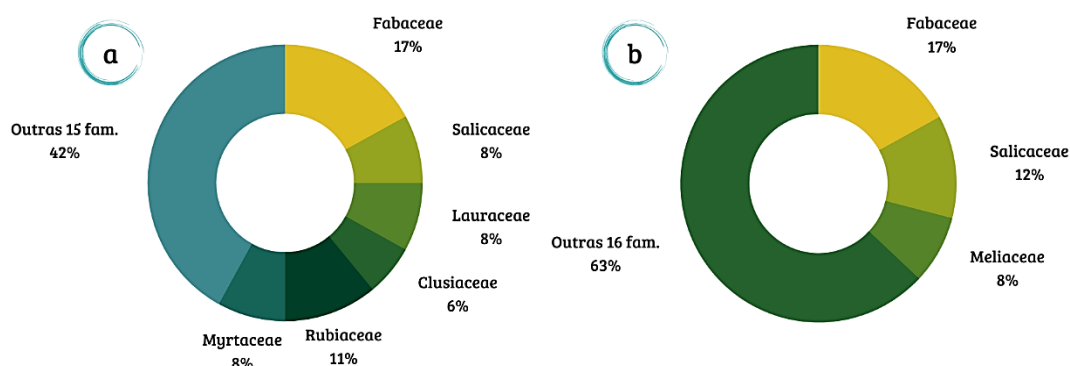 a
Fabaceae
17%
Salicaceae
8%
Lauraceae
8%
Clusiaceae
6%
Rubiaceae
11%
Myrtaceae
8%
Outras 15 fam.
42%
b
Fabaceae
17%
Salicaceae
12%
Meliaceae
8%
Outras 16 fam.
63%